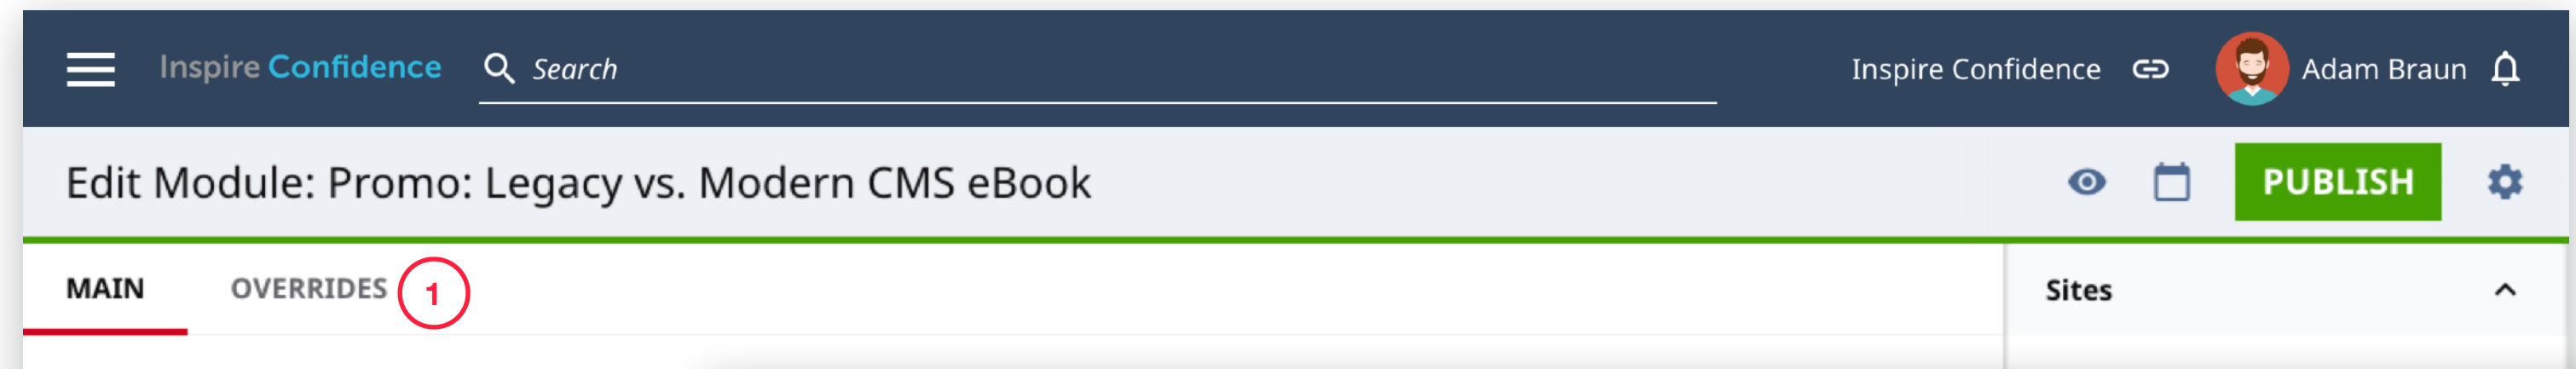 Inspire Confidence Search Inspire Confidence Adam Braun
Edit Module: Promo: Legacy vs. Modern CMS eBook PUBLISH
MAIN OVERRIDES 1 Sites